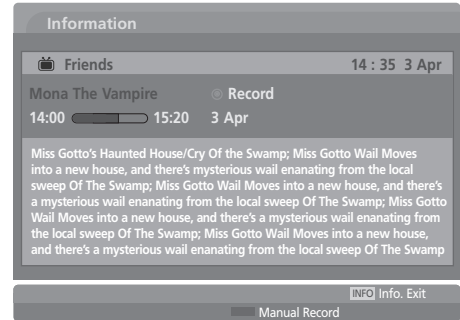 Information
Friends 14 : 35 3 Apr
Mona The Vampire Record
14:00 15:20 3 Apr
Miss Gotto's Haunted House/Cry Of the Swamp; Miss Gotto Wail Moves
into a new house, and there's mysterious wail enanating from the local
sweep Of The Swamp; Miss Gotto Wail Moves into a new house, and there's
a mysterious wail enanating from the local sweep Of The Swamp; Miss Gotto
Wail Moves into a new house, and there's a mysterious wail enanating from
the local sweep Of The Swamp; Miss Gotto Wail Moves into a new house,
and there's a mysterious wail enanating from the local sweep Of The Swamp
INFO Info. Exit
Manual Record